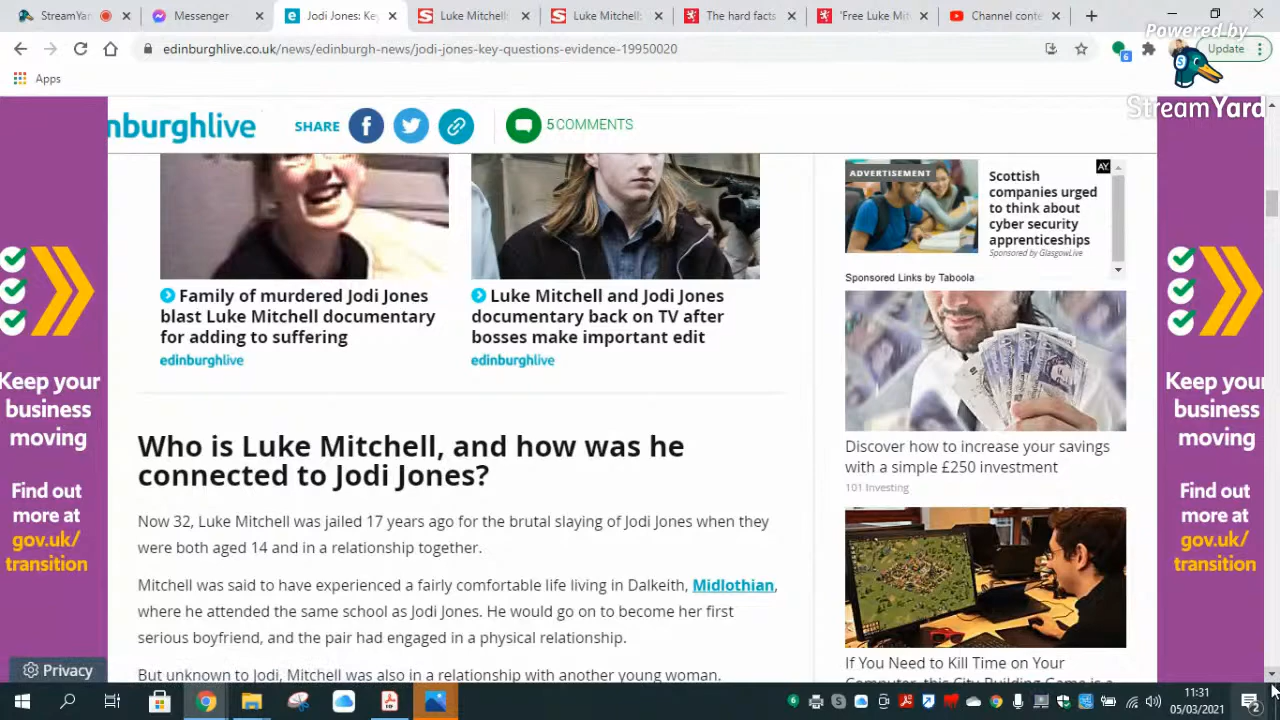 Messenger
Jodi Jones: Key
Luke Mitchell
Luke Mitchell:
The hard facts
'Free Luke Mit
Channel conte
edinburghlive.co.uk/news/edinburgh-news/jodi-jones-key-questions-evidence-19950020
6
Update
Powered by
StreamYard
Apps
nburghlive
SHARE
5 COMMENTS
Family of murdered Jodi Jones
blast Luke Mitchell documentary
for adding to suffering
edinburghlive
Luke Mitchell and Jodi Jones
documentary back on TV after
bosses make important edit
edinburghlive
Who is Luke Mitchell, and how was he
connected to Jodi Jones?
Now 32, Luke Mitchell was jailed 17 years ago for the brutal slaying of Jodi Jones when they
were both aged 14 and in a relationship together.
Mitchell was said to have experienced a fairly comfortable life living in Dalkeith, Midlothian,
where he attended the same school as Jodi Jones. He would go on to become her first
serious boyfriend, and the pair had engaged in a physical relationship.
But unknown to Jodi, Mitchell was also in a relationship with another young woman.
ADVERTISEMENT
AY
Scottish
companies urged
to think about
cyber security
apprenticeships
Sponsored by GlasgowLive
Sponsored Links by Taboola
Discover how to increase your savings
with a simple £250 investment
101 Investing
If You Need to Kill Time on Your
Computer, this City-Building Game is a
Keep your
business
moving
Find out
more at
gov.uk/
transition
Keep your
business
moving
Find out
more at
gov.uk/
transition
Privacy
11:31
05/03/2021
2